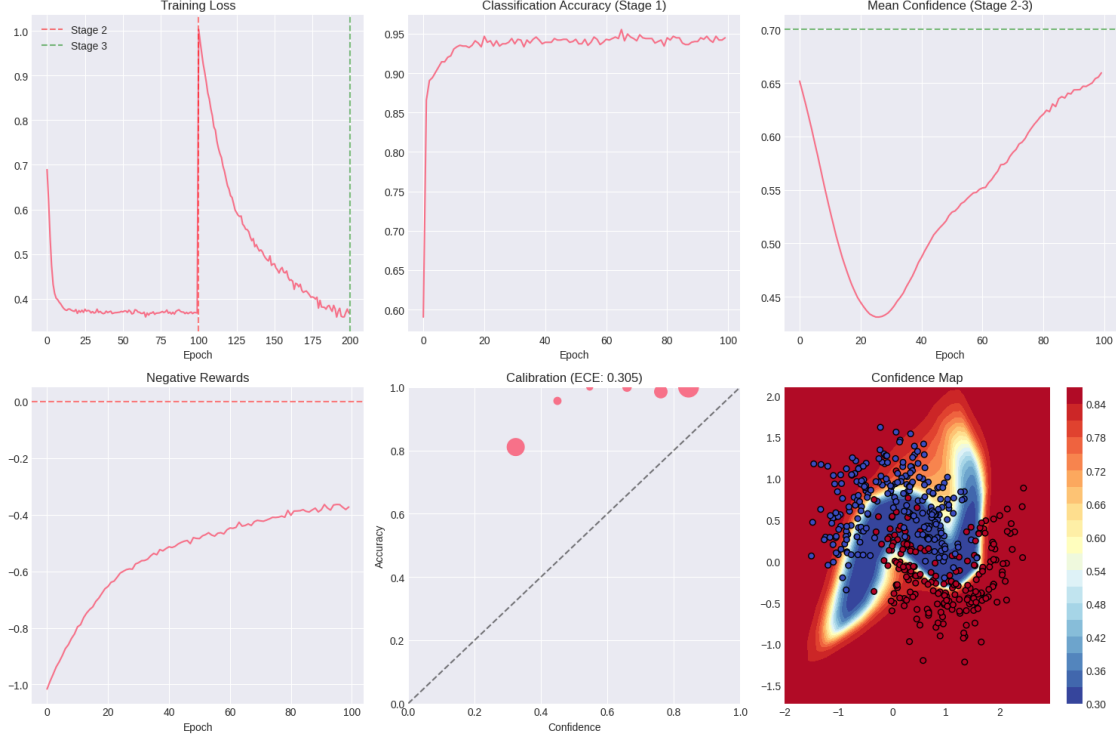 Training Loss
Stage 2
Stage 3
1.0
0.9
0.8
0.7
0.6
0.5
0.4
0 25 50 75 100 125 150 175 200
Epoch
Classification Accuracy (Stage 1)
0.95
0.90
0.85
0.80
0.75
0.70
0.65
0.60
0 20 40 60 80 100
Epoch
Mean Confidence (Stage 2-3)
0.70
0.65
0.60
0.55
0.50
0.45
0 20 40 60 80 100
Epoch
Negative Rewards
0.0
−0.2
−0.4
−0.6
−0.8
−1.0
0 20 40 60 80 100
Epoch
Calibration (ECE: 0.305)
Accuracy
1.0
0.8
0.6
0.4
0.2
0.0
0.0 0.2 0.4 0.6 0.8 1.0
Confidence
Confidence Map
2.0
1.5
1.0
0.5
0.0
−0.5
−1.0
−1.5
−2 −1 0 1 2
0.84
0.78
0.72
0.66
0.60
0.54
0.48
0.42
0.36
0.30